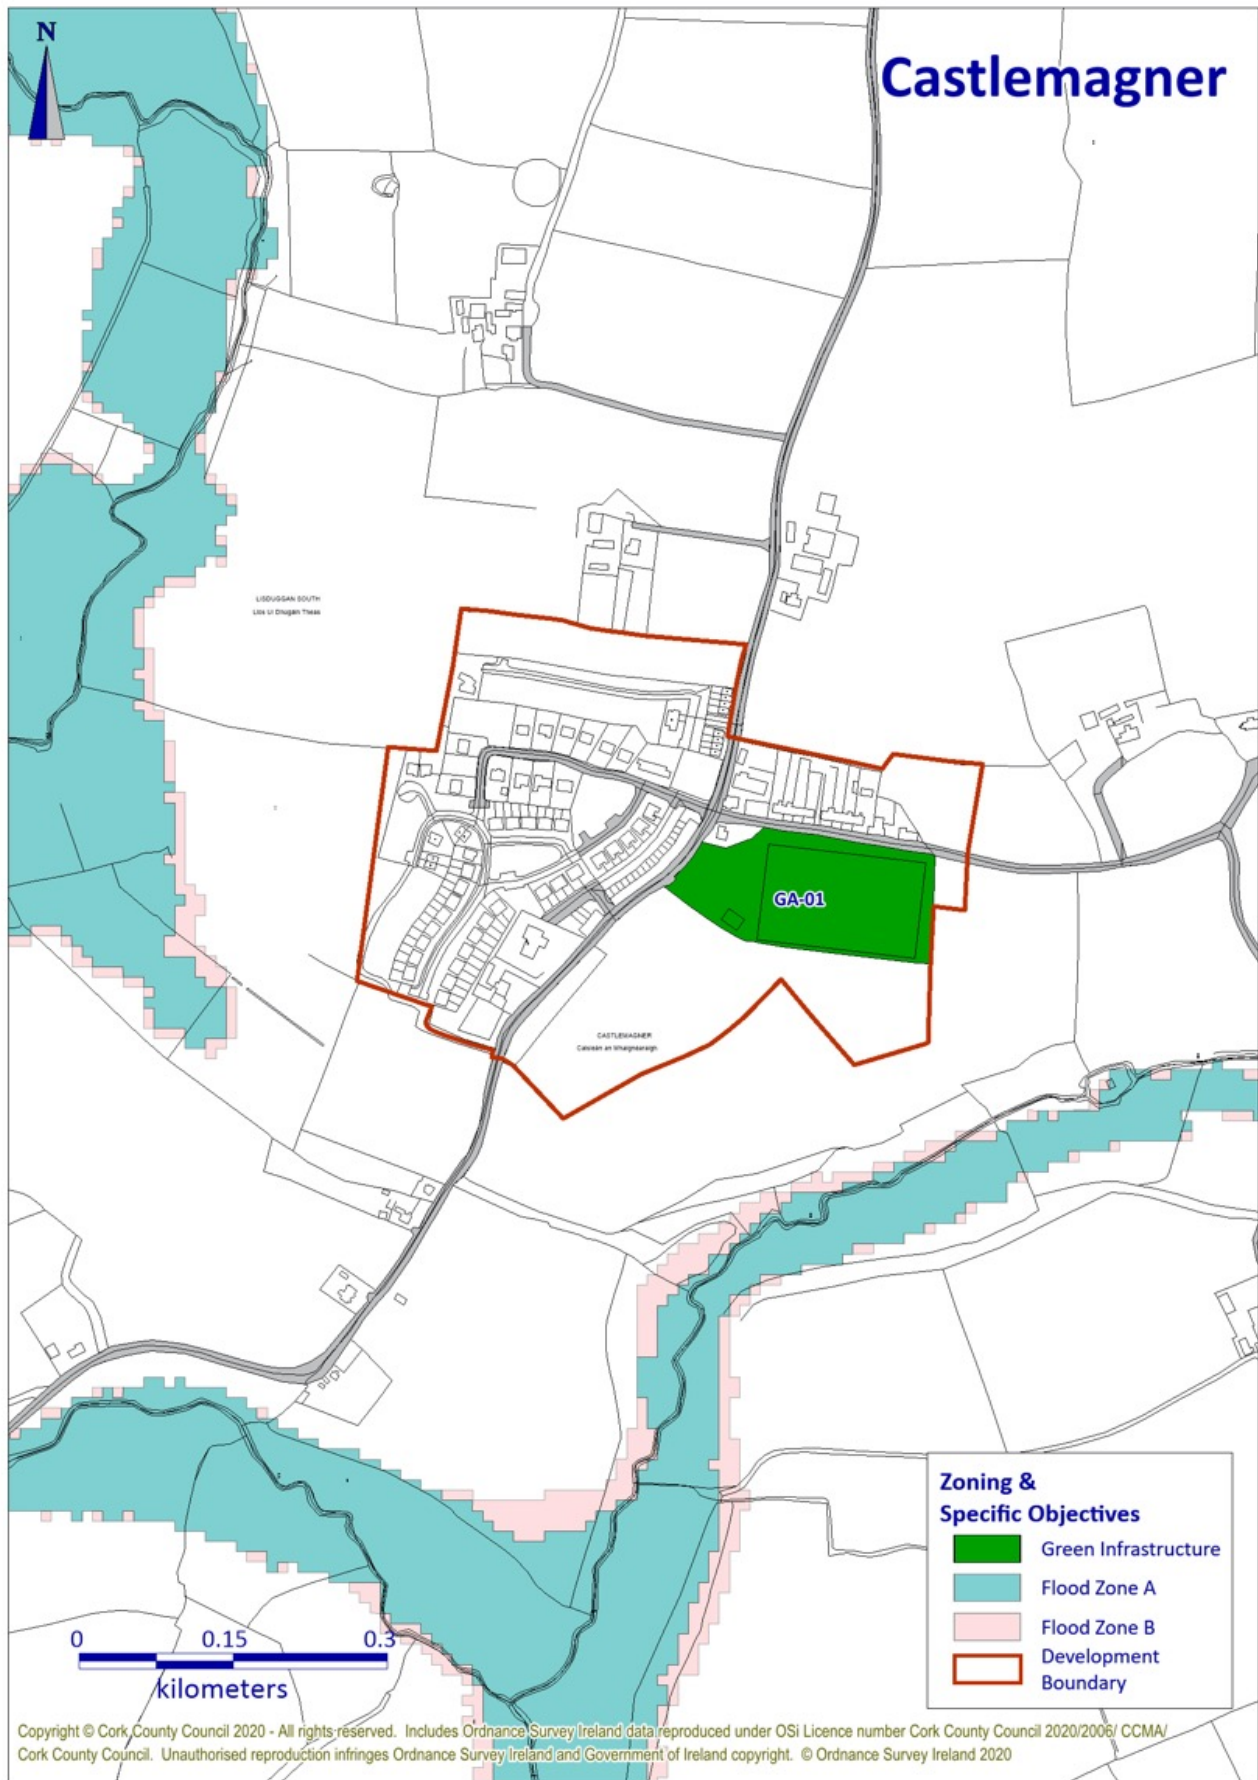 N
Castlemagner
LISDUGGAN SOUTH
GA-01
CASTLEMAGNER
Zoning &
Specific Objectives
Green Infrastructure
Flood Zone A
Flood Zone B
Development
Boundary
0 0.15 0.3
kilometers
Copyright © Cork County Council 2020 - All rights reserved. Includes Ordnance Survey Ireland data reproduced under OSi Licence number Cork County Council 2020/2006/ CCMA/
Cork County Council. Unauthorised reproduction infringes Ordnance Survey Ireland and Government of Ireland copyright. © Ordnance Survey Ireland 2020